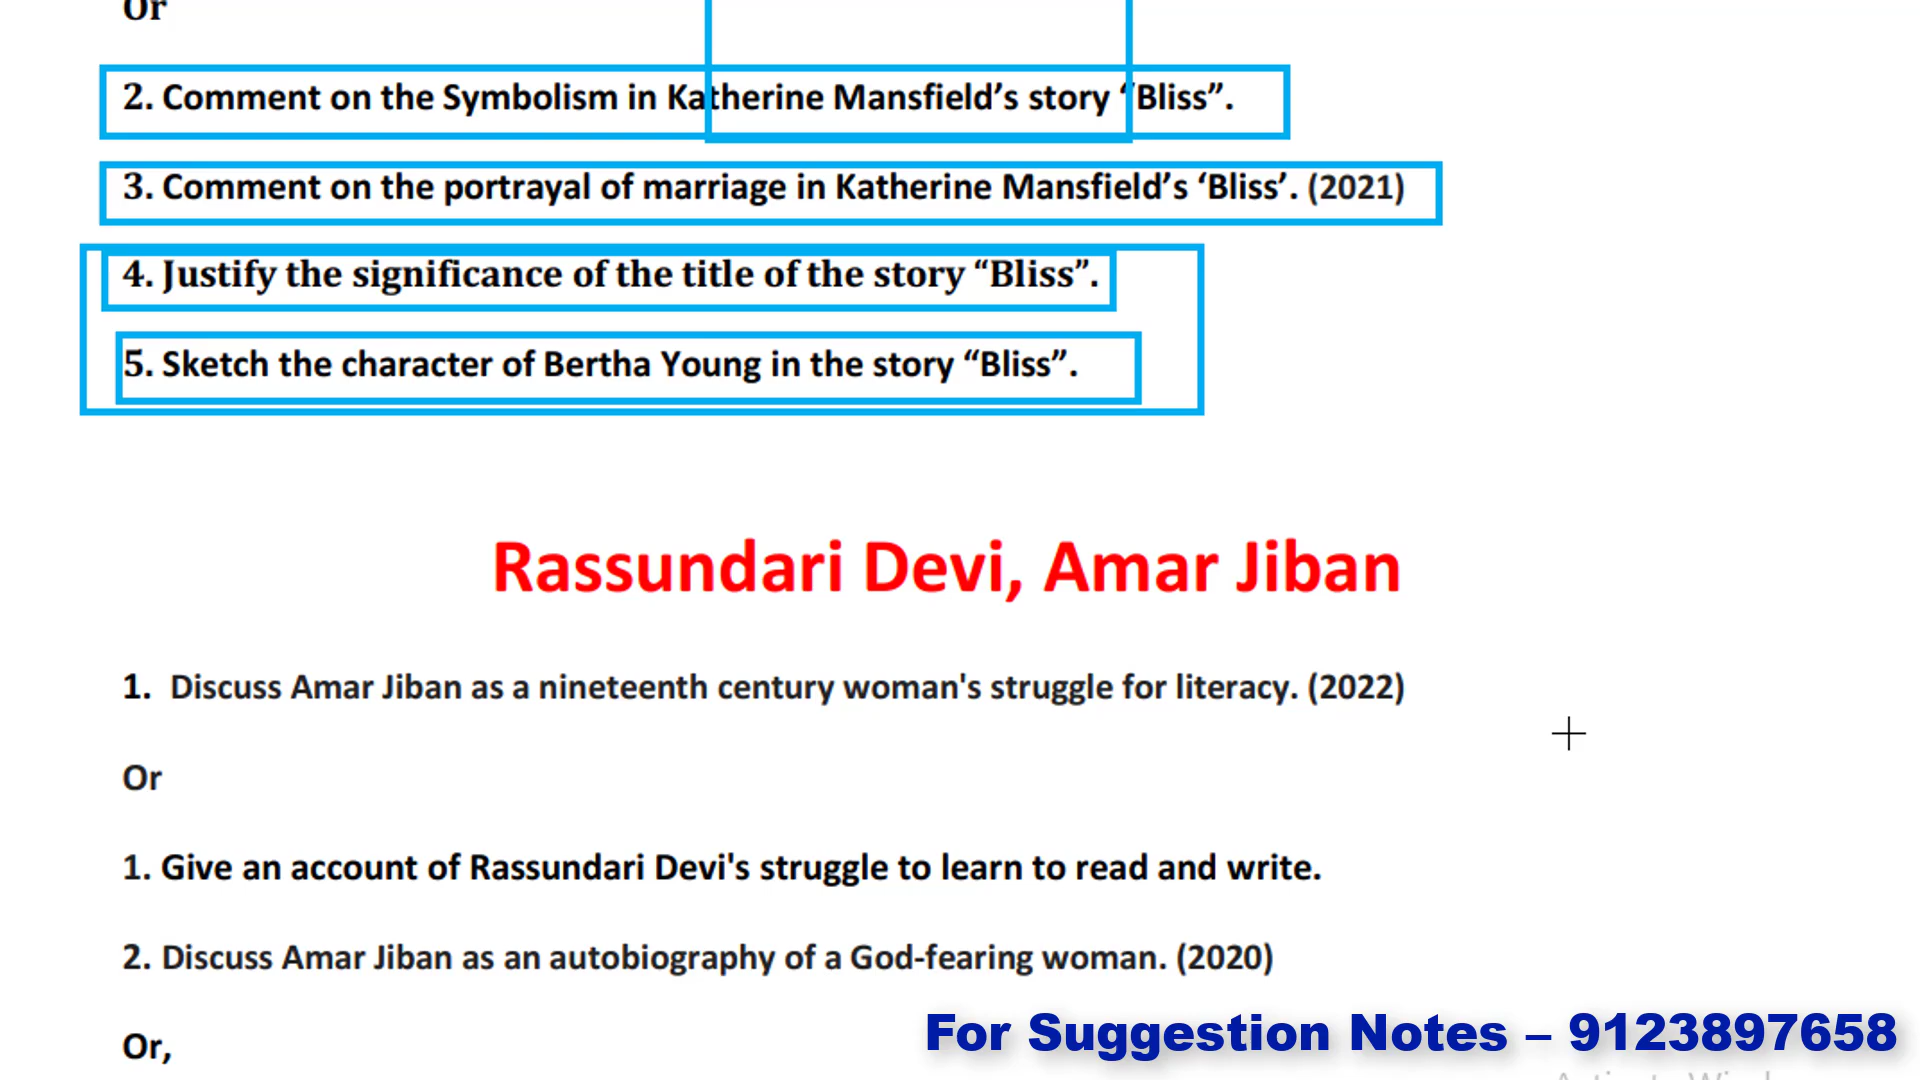 Or
2. Comment on the Symbolism in Katherine Mansfield’s story “Bliss”.
3. Comment on the portrayal of marriage in Katherine Mansfield’s ‘Bliss’. (2021)
4. Justify the significance of the title of the story “Bliss”.
5. Sketch the character of Bertha Young in the story “Bliss”.
Rassundari Devi, Amar Jiban
1. Discuss Amar Jiban as a nineteenth century woman's struggle for literacy. (2022)
Or
1. Give an account of Rassundari Devi's struggle to learn to read and write.
2. Discuss Amar Jiban as an autobiography of a God-fearing woman. (2020)
For Suggestion Notes – 9123897658
Or,